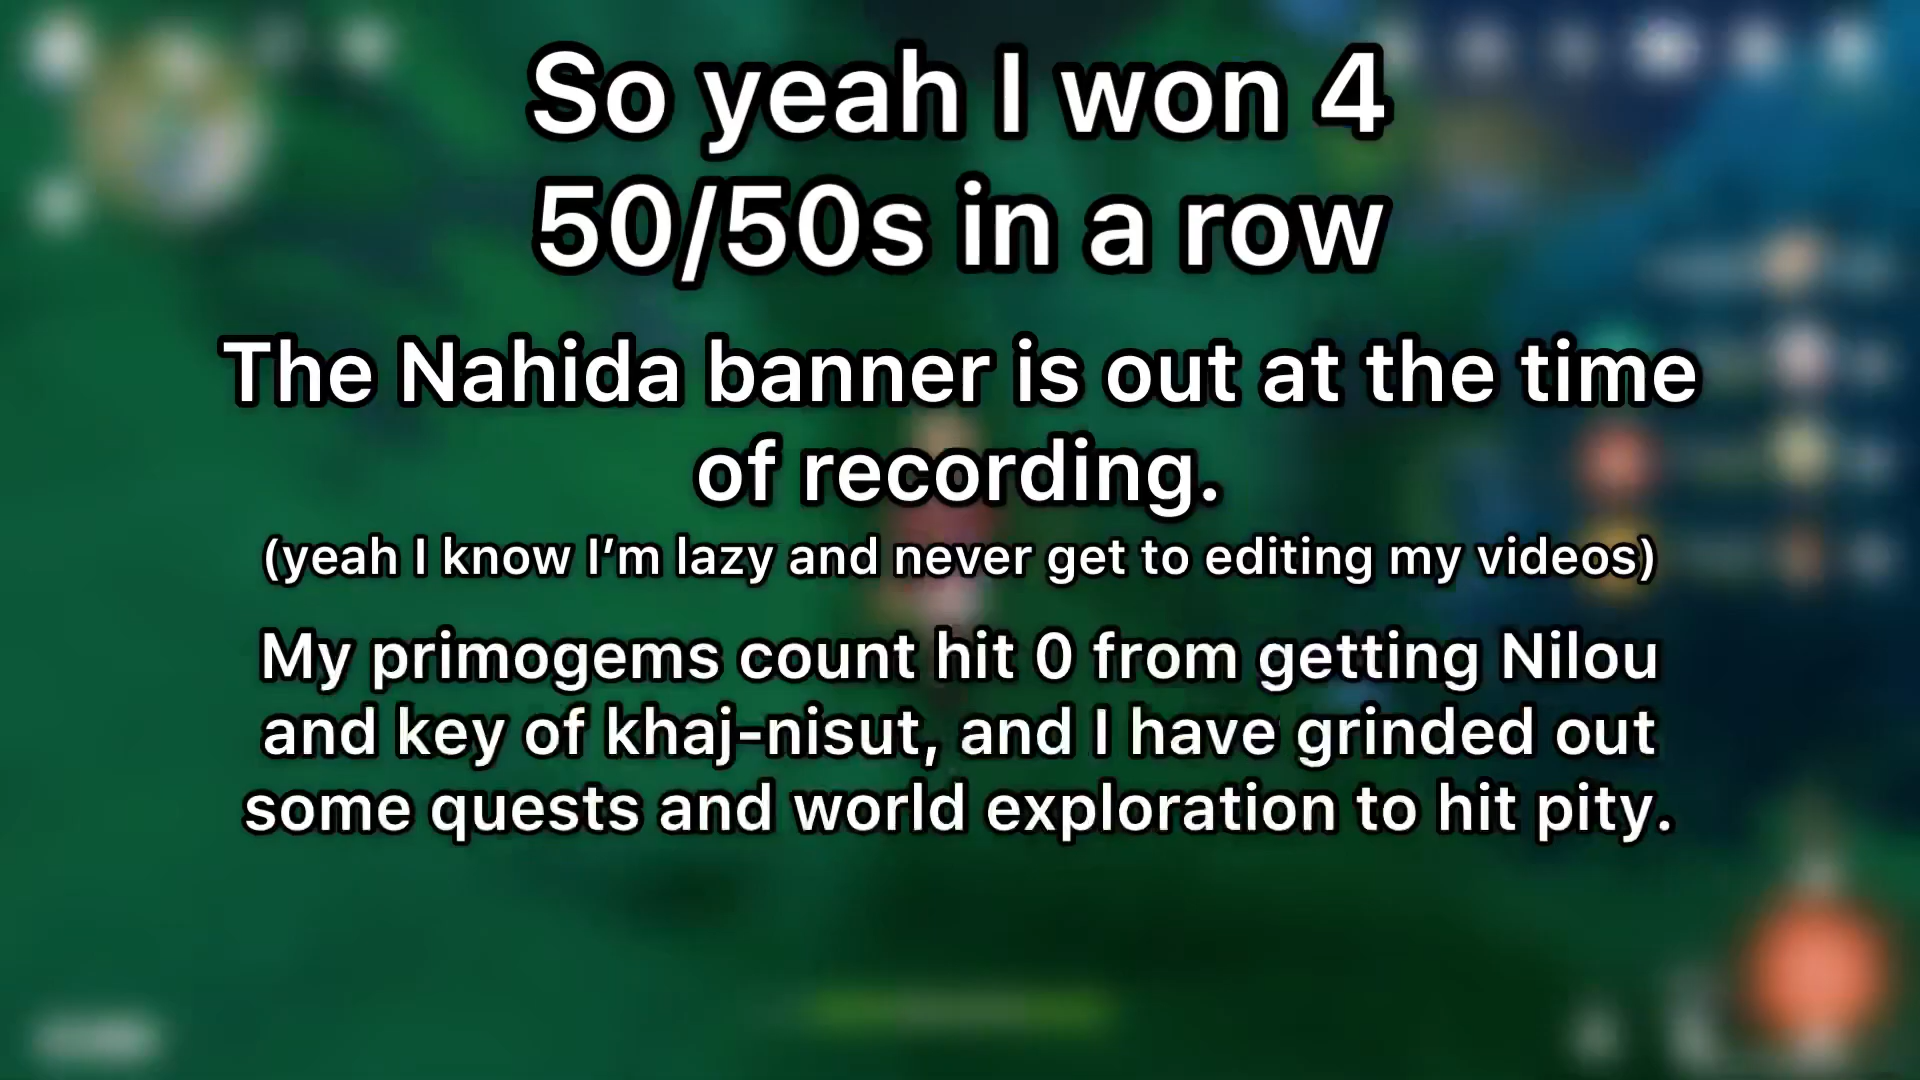 So yeah I won 4
50/50s in a row
The Nahida banner is out at the time
of recording.
(yeah I know I’m lazy and never get to editing my videos)
My primogems count hit 0 from getting Nilou
and key of khaj-nisut, and I have grinded out
some quests and world exploration to hit pity.